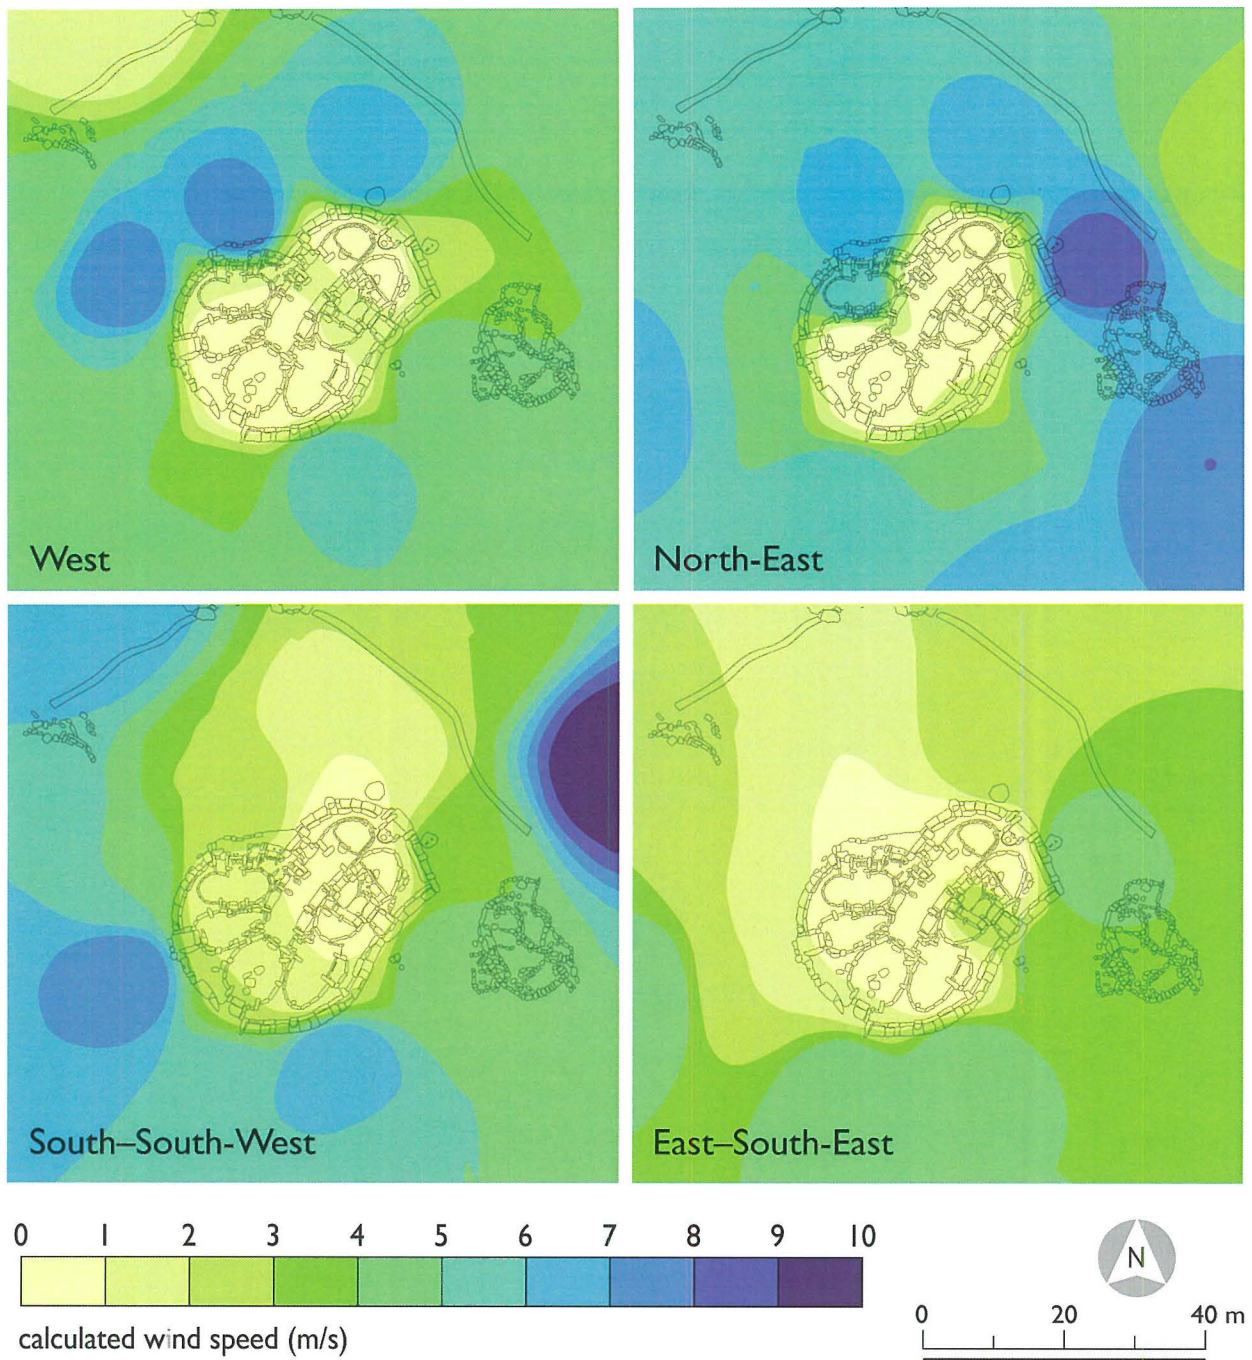 West
North-East
South–South-West
East–South-East
0 1 2 3 4 5 6 7 8 9 10
calculated wind speed (m/s)
N
0 20 40 m